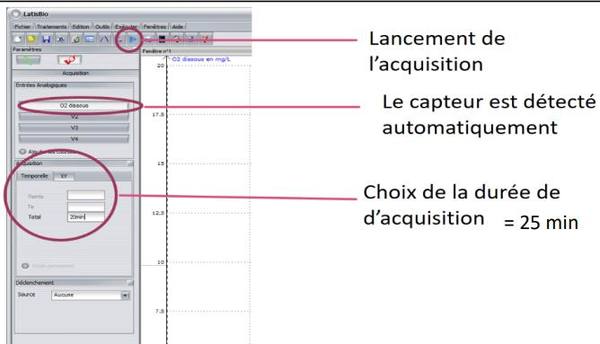 LatisBio
Fichier Traitements Edition Outils Exécuter Fenêtres Aide
Paramètres
Fenêtre n°1
Acquisition
Entrées Analogiques
O2 dissous
V2
V3
V4
Acquisition
Temporelle XY
Te
Total 20min
Déclenchement
Source Aucune
O2 dissous en mg/L
20
17.5
15
12.5
10
7.5
Lancement de
l'acquisition
Le capteur est détecté
automatiquement
Choix de la durée de
d'acquisition = 25 min